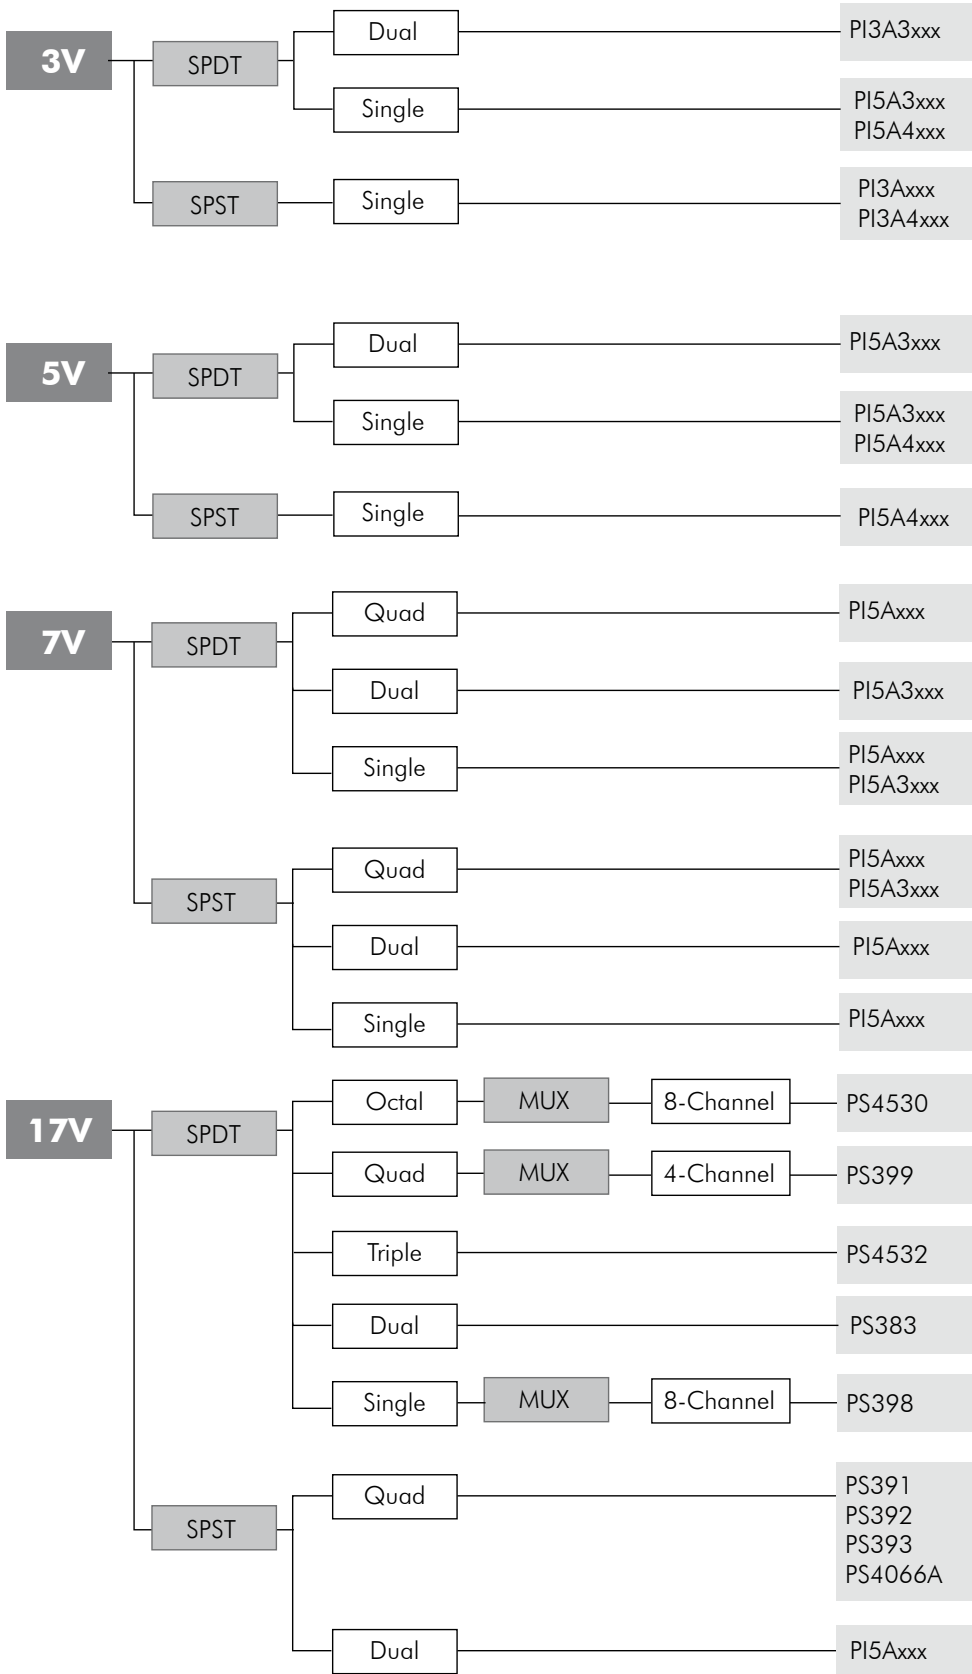 3V
SPDT
Dual
PI3A3xxx
Single
PI5A3xxx
PI5A4xxx
SPST
Single
PI3Axxx
PI3A4xxx
5V
SPDT
Dual
PI5A3xxx
Single
PI5A3xxx
PI5A4xxx
SPST
Single
PI5A4xxx
7V
SPDT
Quad
PI5Axxx
Dual
PI5A3xxx
Single
PI5Axxx
PI5A3xxx
SPST
Quad
PI5Axxx
PI5A3xxx
Dual
PI5Axxx
Single
PI5Axxx
17V
SPDT
Octal
MUX
8-Channel
PS4530
Quad
MUX
4-Channel
PS399
Triple
PS4532
Dual
PS383
Single
MUX
8-Channel
PS398
SPST
Quad
PS391
PS392
PS393
PS4066A
Dual
PI5Axxx